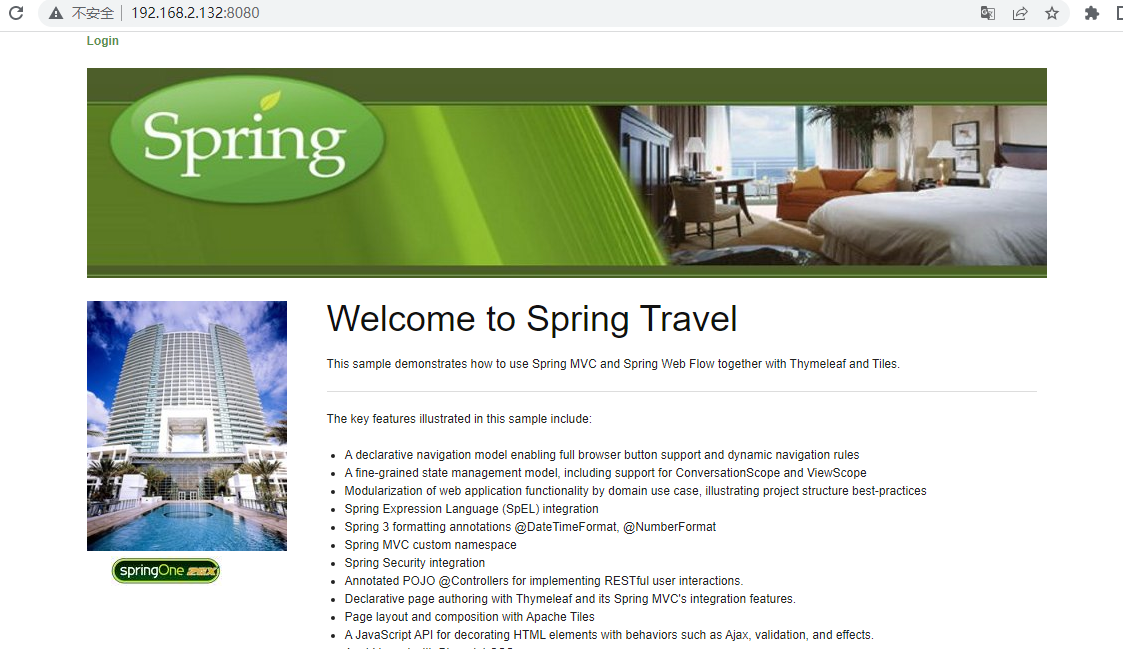 不安全 192.168.2.132:8080
Login
Spring
Welcome to Spring Travel
This sample demonstrates how to use Spring MVC and Spring Web Flow together with Thymeleaf and Tiles.
The key features illustrated in this sample include:
A declarative navigation model enabling full browser button support and dynamic navigation rules
A fine-grained state management model, including support for ConversationScope and ViewScope
Modularization of web application functionality by domain use case, illustrating project structure best-practices
Spring Expression Language (SpEL) integration
Spring 3 formatting annotations @DateTimeFormat, @NumberFormat
Spring MVC custom namespace
Spring Security integration
Annotated POJO @Controllers for implementing RESTful user interactions.
Declarative page authoring with Thymeleaf and its Spring MVC's integration features.
Page layout and composition with Apache Tiles
A JavaScript API for decorating HTML elements with behaviors such as Ajax, validation, and effects.
springOne 2GX